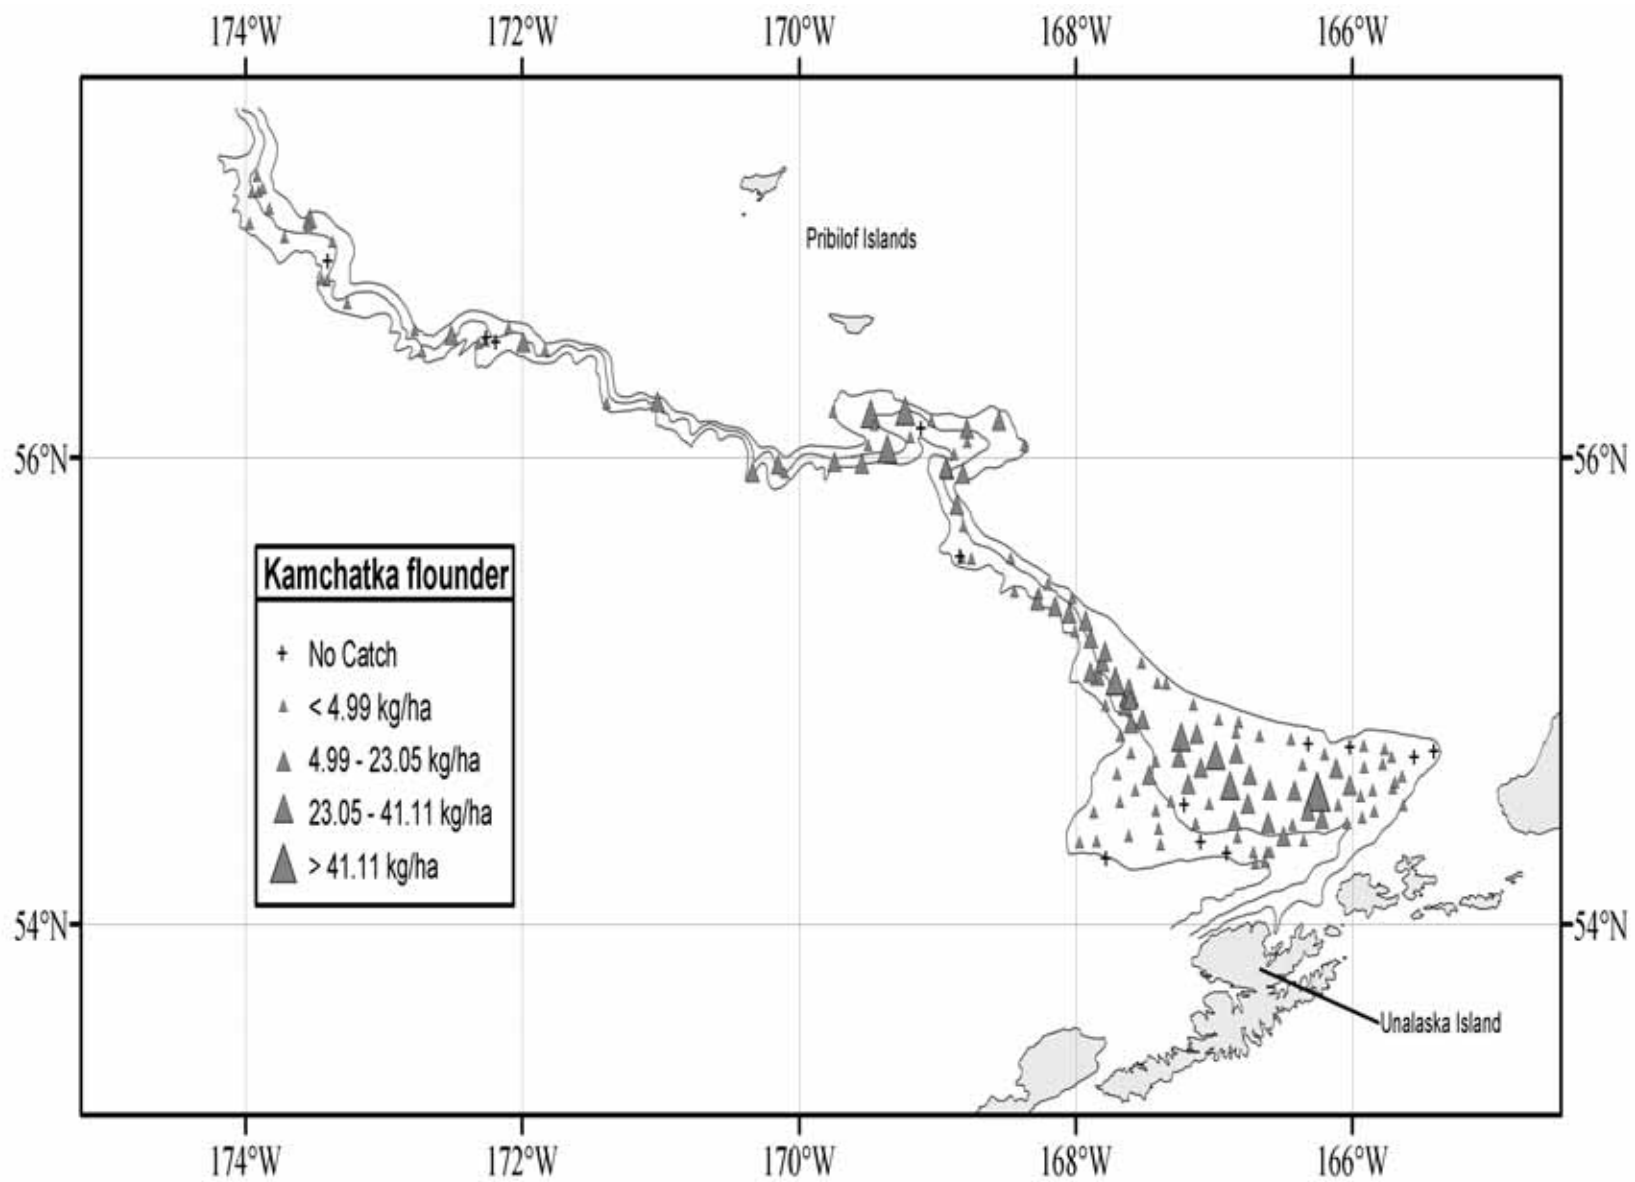 174°W 172°W 170°W 168°W 166°W
Pribilof Islands
56°N 56°N
Kamchatka flounder
No Catch
< 4.99 kg/ha
4.99 - 23.05 kg/ha
23.05 - 41.11 kg/ha
> 41.11 kg/ha
54°N 54°N
Unalaska Island
174°W 172°W 170°W 168°W 166°W